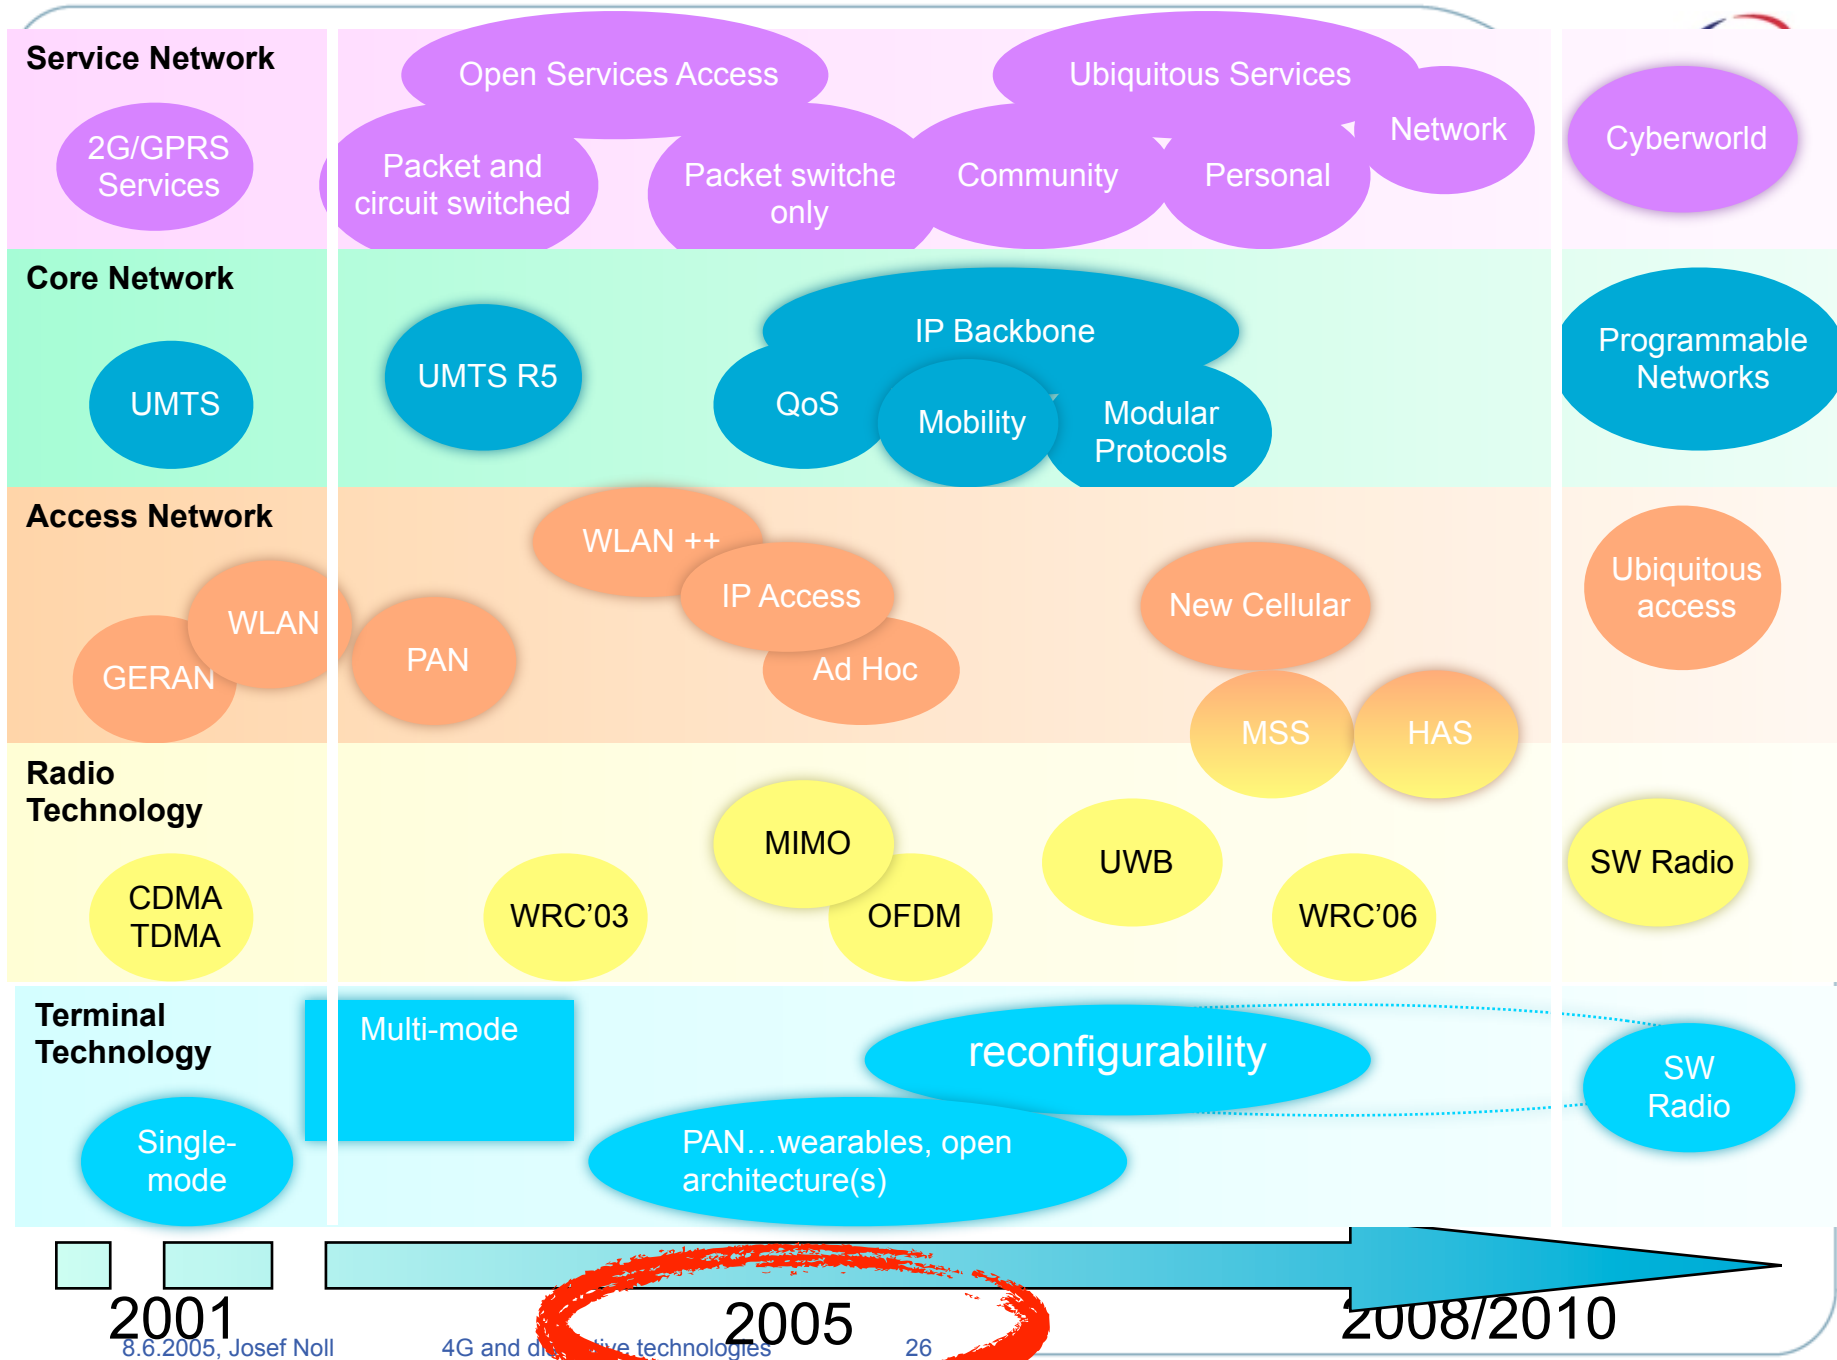 Service Network
Open Services Access
Ubiquitous Services
2G/GPRS
Services
Packet and
circuit switched
Packet switche
only
Community
Personal
Network
Cyberworld
Core Network
UMTS
UMTS R5
IP Backbone
QoS
Mobility
Modular
Protocols
Programmable
Networks
Access Network
GERAN
WLAN
PAN
WLAN ++
IP Access
Ad Hoc
New Cellular
MSS
HAS
Ubiquitous
access
Radio
Technology
CDMA
TDMA
WRC’03
MIMO
OFDM
UWB
WRC’06
SW Radio
Terminal
Technology
Single-
mode
Multi-mode
PAN…wearables, open
architecture(s)
reconfigurability
SW
Radio
2001
2005
2008/2010
8.6.2005, Josef Noll
4G and technologies
26